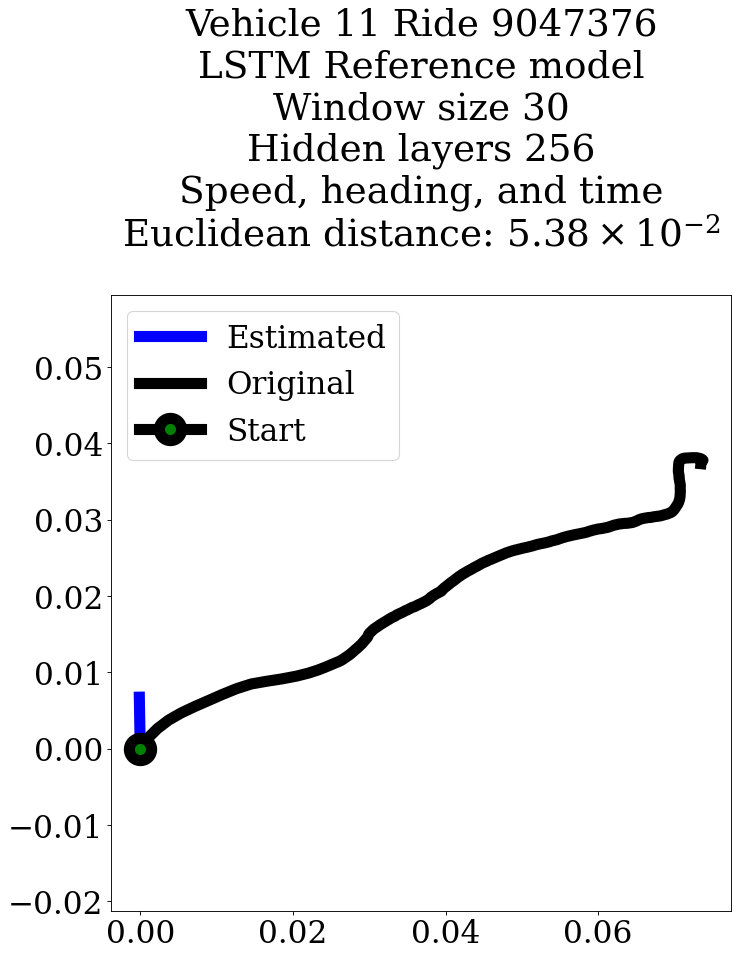 Vehicle 11 Ride 9047376
LSTM Reference model
Window size 30
Hidden layers 256
Speed, heading, and time
Euclidean distance: 5.38 × 10⁻²
Estimated
Original
Start
0.05
0.04
0.03
0.02
0.01
0.00
−0.01
−0.02
0.00 0.02 0.04 0.06